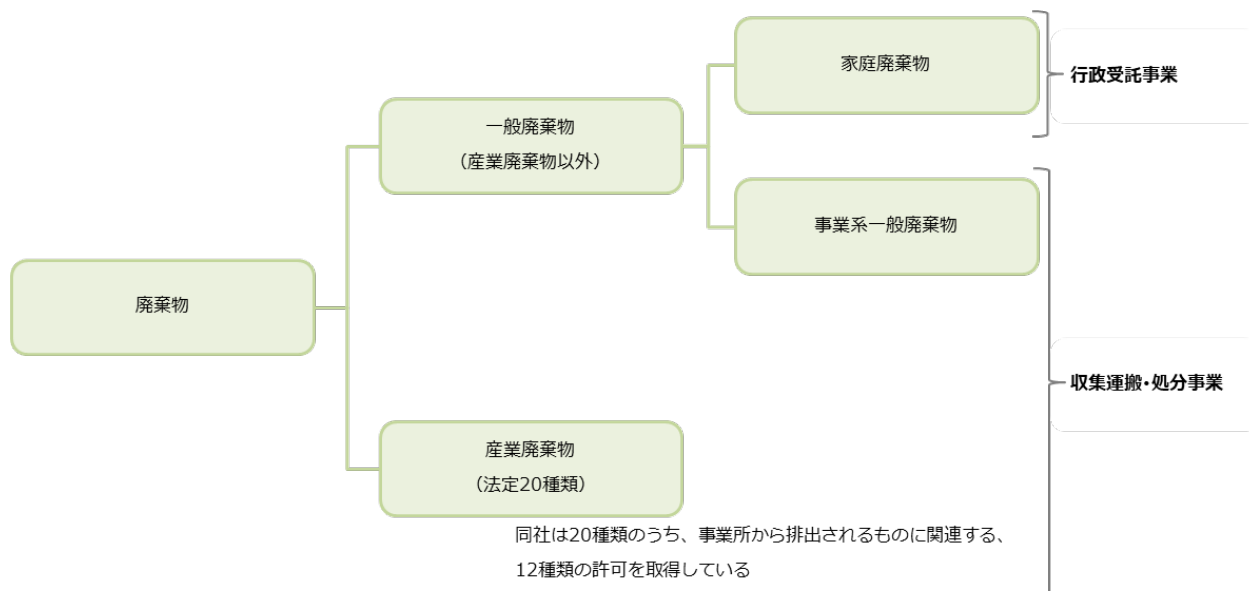 家庭廃棄物
行政受託事業
一般廃棄物
（産業廃棄物以外）
事業系一般廃棄物
廃棄物
収集運搬・処分事業
産業廃棄物
（法定20種類）
同社は20種類のうち、事業所から排出されるものに関連する、
12種類の許可を取得している